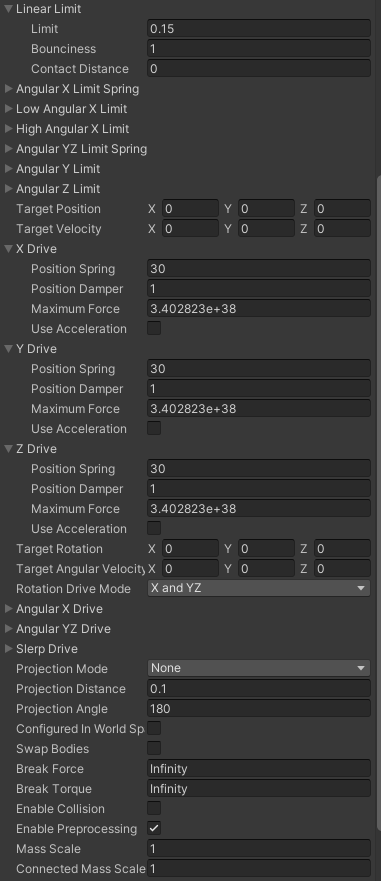 Linear Limit
Limit 0.15
Bounciness 1
Contact Distance 0
Angular X Limit Spring
Low Angular X Limit
High Angular X Limit
Angular YZ Limit Spring
Angular Y Limit
Angular Z Limit
Target Position X 0 Y 0 Z 0
Target Velocity X 0 Y 0 Z 0
X Drive
Position Spring 30
Position Damper 1
Maximum Force 3.402823e+38
Use Acceleration
Y Drive
Position Spring 30
Position Damper 1
Maximum Force 3.402823e+38
Use Acceleration
Z Drive
Position Spring 30
Position Damper 1
Maximum Force 3.402823e+38
Use Acceleration
Target Rotation X 0 Y 0 Z 0
Target Angular Velocity X 0 Y 0 Z 0
Rotation Drive Mode X and YZ
Angular X Drive
Angular YZ Drive
Slerp Drive
Projection Mode None
Projection Distance 0.1
Projection Angle 180
Configured In World Sp
Swap Bodies
Break Force Infinity
Break Torque Infinity
Enable Collision
Enable Preprocessing
Mass Scale 1
Connected Mass Scale 1